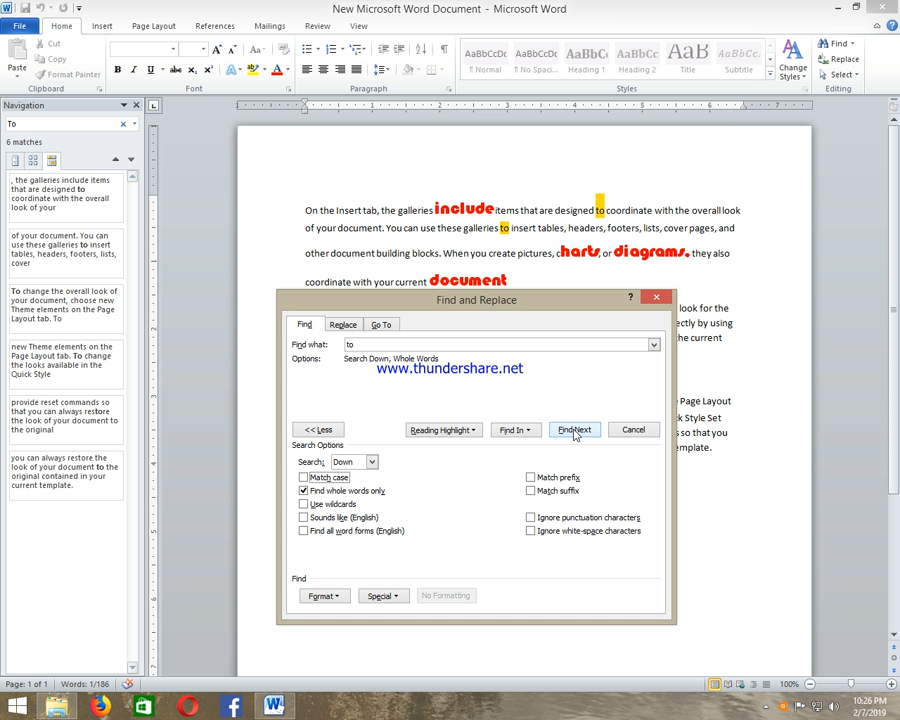 New Microsoft Word Document - Microsoft Word
File Home Insert Page Layout References Mailings Review View
Paste
Cut
Copy
Format Painter
Clipboard
Font
Paragraph
AaBbCcDc AaBbCcDc AaBbCc AaBbCc AaB AaBbCc.
¶ Normal ¶ No Spaci... Heading 1 Heading 2 Title Subtitle
Change Styles
Styles
Find
Replace
Select
Editing
Navigation
To
6 matches
, the galleries include items
that are designed to
coordinate with the overall
look of your
of your document. You can
use these galleries to insert
tables, headers, footers, lists,
cover
To change the overall look of
your document, choose new
Theme elements on the Page
Layout tab. To
new Theme elements on the
Page Layout tab. To change
the looks available in the
Quick Style
provide reset commands so
that you can always restore
the look of your document to
the original
you can always restore the
look of your document to the
original contained in your
current template.
On the Insert tab, the galleries include items that are designed to coordinate with the overall look
of your document. You can use these galleries to insert tables, headers, footers, lists, cover pages, and
other document building blocks. When you create pictures, charts, or diagrams, they also
coordinate with your current document
look for the
ectly by using
the current
e Page Layout
ck Style Set
s so that you
emplate.
Find and Replace
Find Replace Go To
Find what: to
Options: Search Down, Whole Words
www.thundershare.net
<< Less Reading Highlight Find In Find Next Cancel
Search Options
Search: Down
Match case
Find whole words only
Use wildcards
Sounds like (English)
Find all word forms (English)
Match prefix
Match suffix
Ignore punctuation characters
Ignore white-space characters
Find
Format Special No Formatting
Page: 1 of 1 Words: 1/186 100%
10:26 PM
2/7/2019